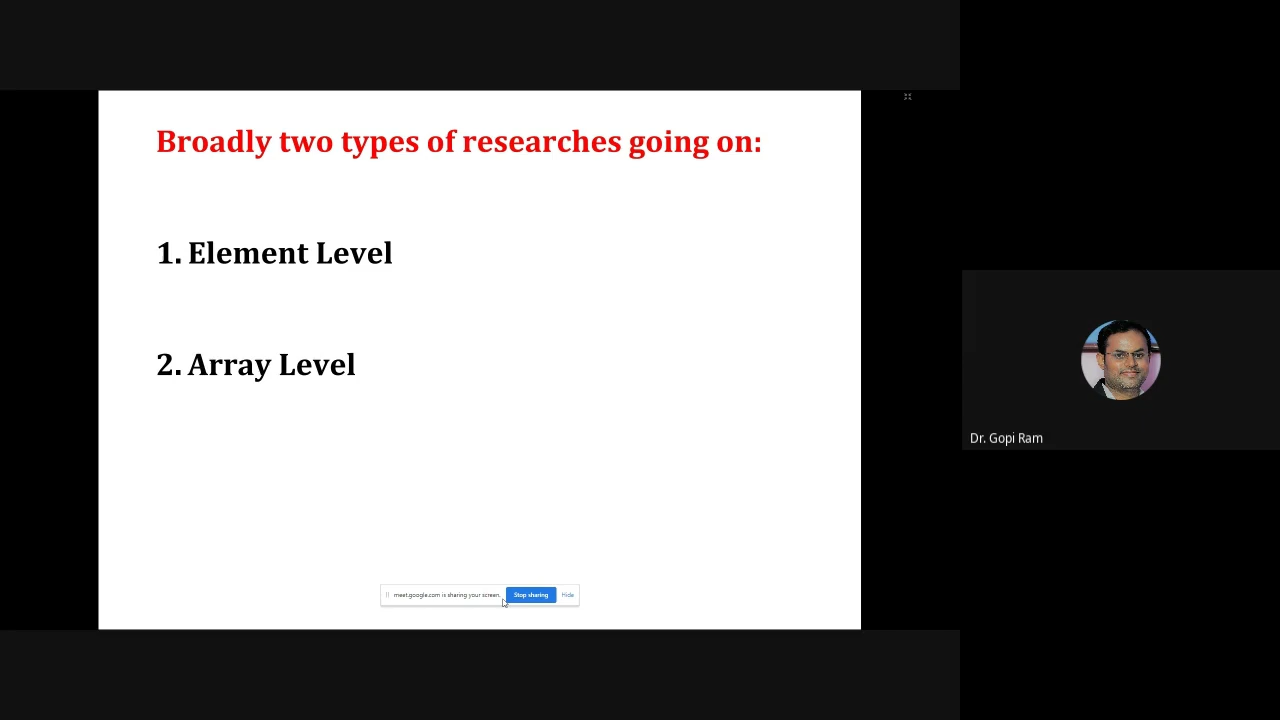 Broadly two types of researches going on:
1. Element Level
2. Array Level
meet.google.com is sharing your screen. Stop sharing Hide
Dr. Gopi Ram